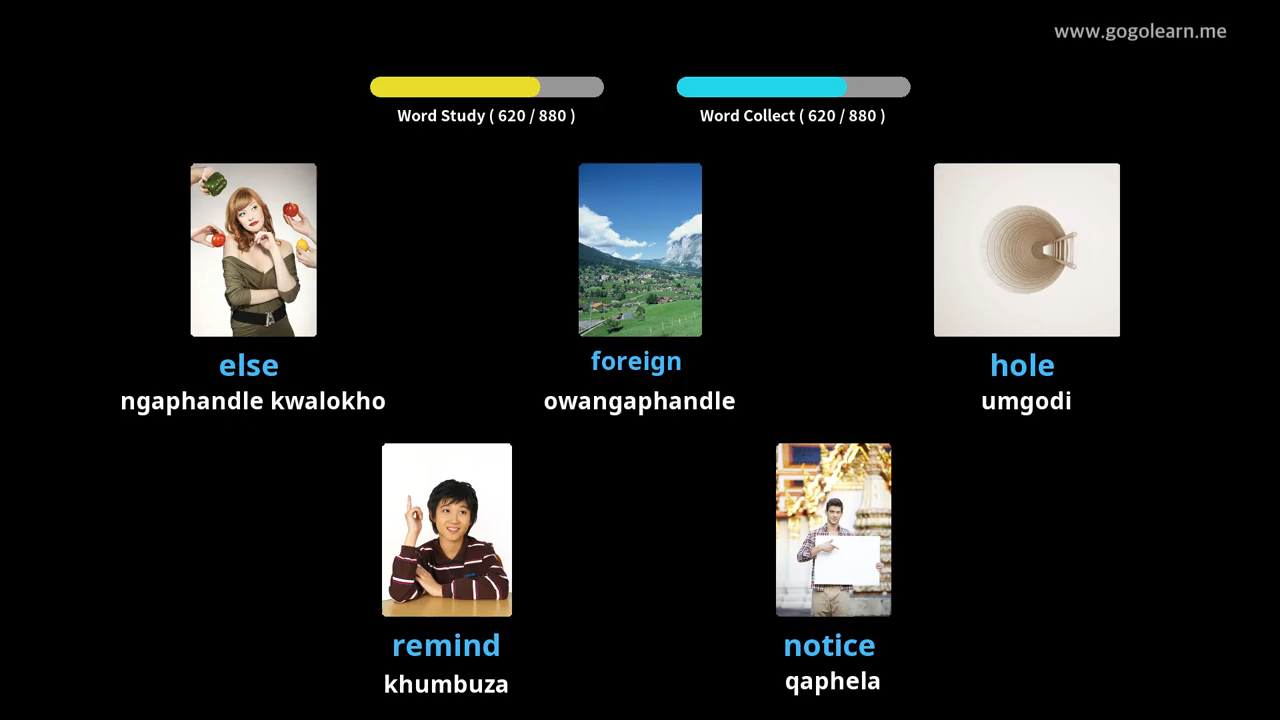 www.gogolearn.me
Word Study ( 620 / 880 )
Word Collect ( 620 / 880 )
else
ngaphandle kwalokho
foreign
owangaphandle
hole
umgodi
remind
khumbuza
notice
qaphela